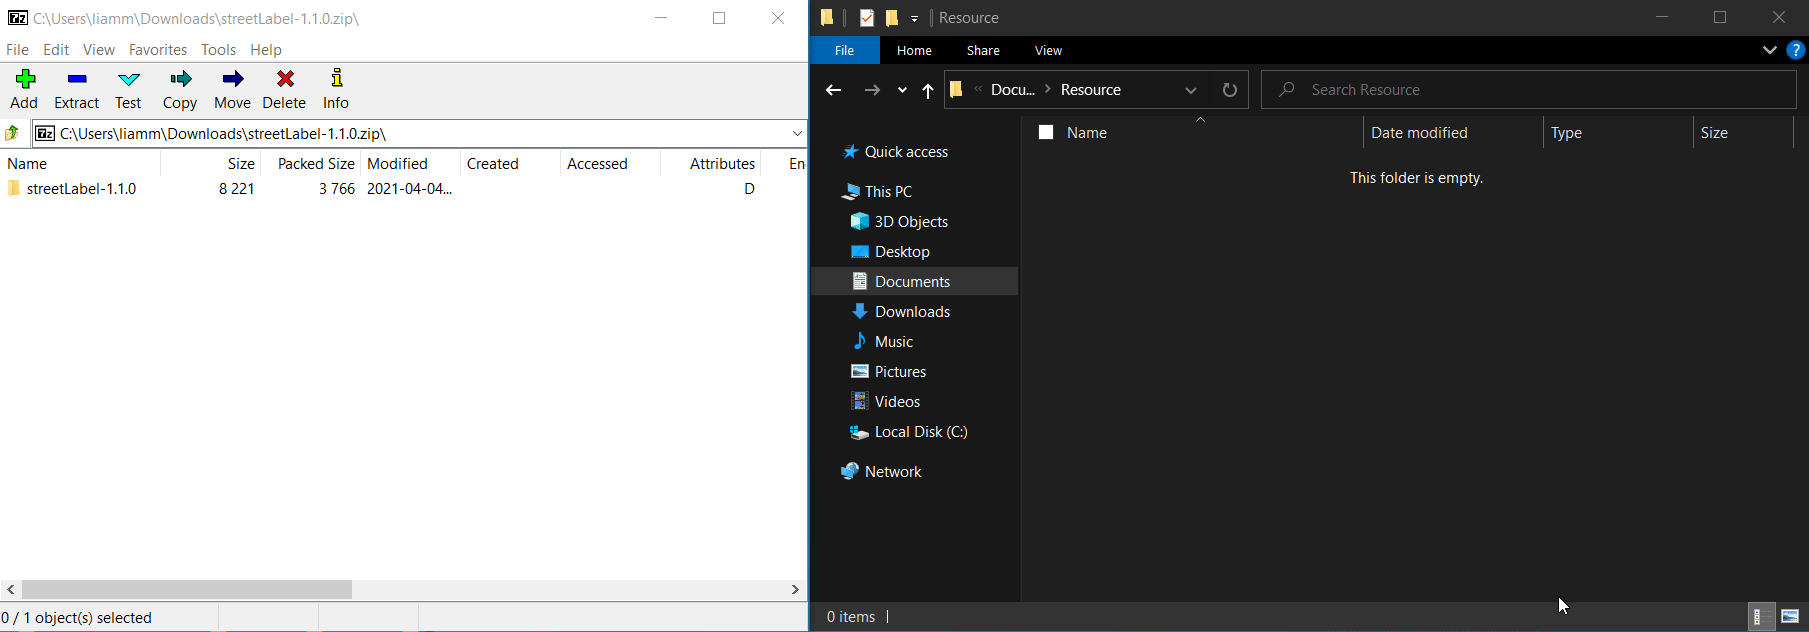 C:\Users\liamm\Downloads\streetLabel-1.1.0.zip\
File Edit View Favorites Tools Help
Add Extract Test Copy Move Delete Info
C:\Users\liamm\Downloads\streetLabel-1.1.0.zip\
Name Size Packed Size Modified Created Accessed Attributes En
streetLabel-1.1.0 8 221 3 766 2021-04-04... D
0 / 1 object(s) selected
Resource
File Home Share View
« Docu... > Resource
Search Resource
Name Date modified Type Size
This folder is empty.
Quick access
This PC
3D Objects
Desktop
Documents
Downloads
Music
Pictures
Videos
Local Disk (C:)
Network
0 items